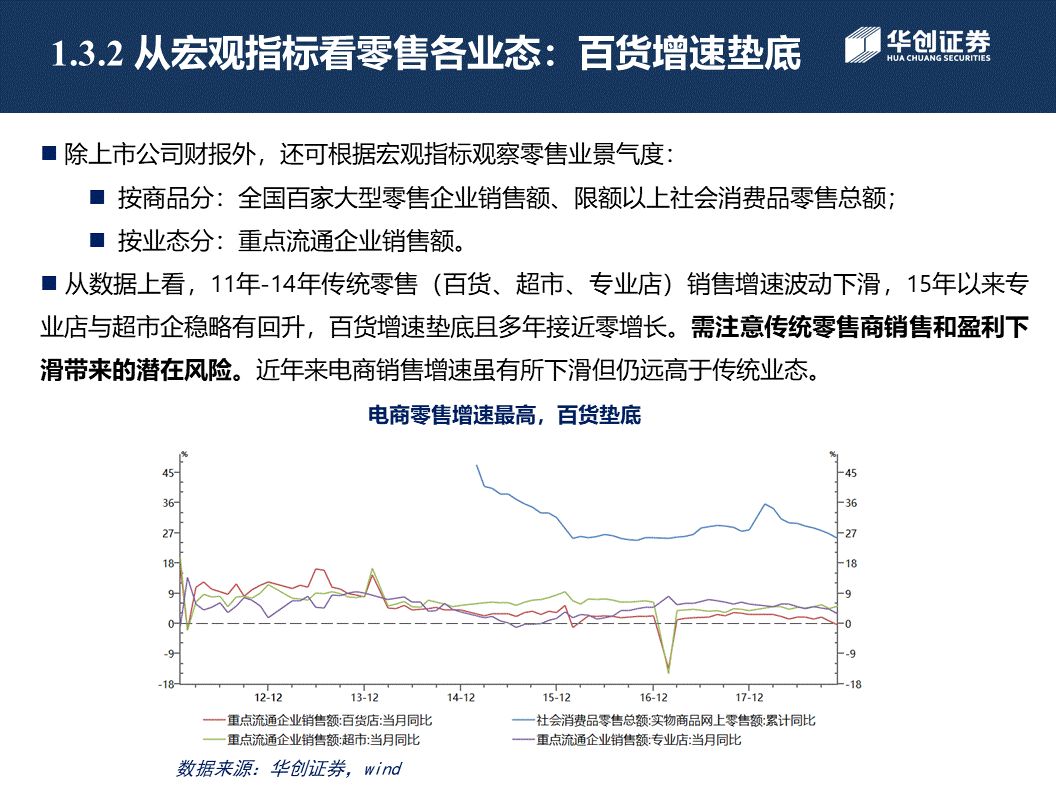 1.3.2 从宏观指标看零售各业态：百货增速垫底
华创证券
HUA CHUANG SECURITIES
■ 除上市公司财报外，还可根据宏观指标观察零售业景气度：
■ 按商品分：全国百家大型零售企业销售额、限额以上社会消费品零售总额；
■ 按业态分：重点流通企业销售额。
■ 从数据上看，11年-14年传统零售（百货、超市、专业店）销售增速波动下滑，15年以来专
业店与超市企稳略有回升，百货增速垫底且多年接近零增长。需注意传统零售商销售和盈利下
滑带来的潜在风险。近年来电商销售增速虽有所下滑但仍远高于传统业态。
电商零售增速最高，百货垫底
% %
45 45
36 36
27 27
18 18
9 9
0 0
-9 -9
-18 -18
12-12 13-12 14-12 15-12 16-12 17-12
重点流通企业销售额:百货店:当月同比 社会消费品零售总额:实物商品网上零售额:累计同比
重点流通企业销售额:超市:当月同比 重点流通企业销售额:专业店:当月同比
数据来源：华创证券，wind